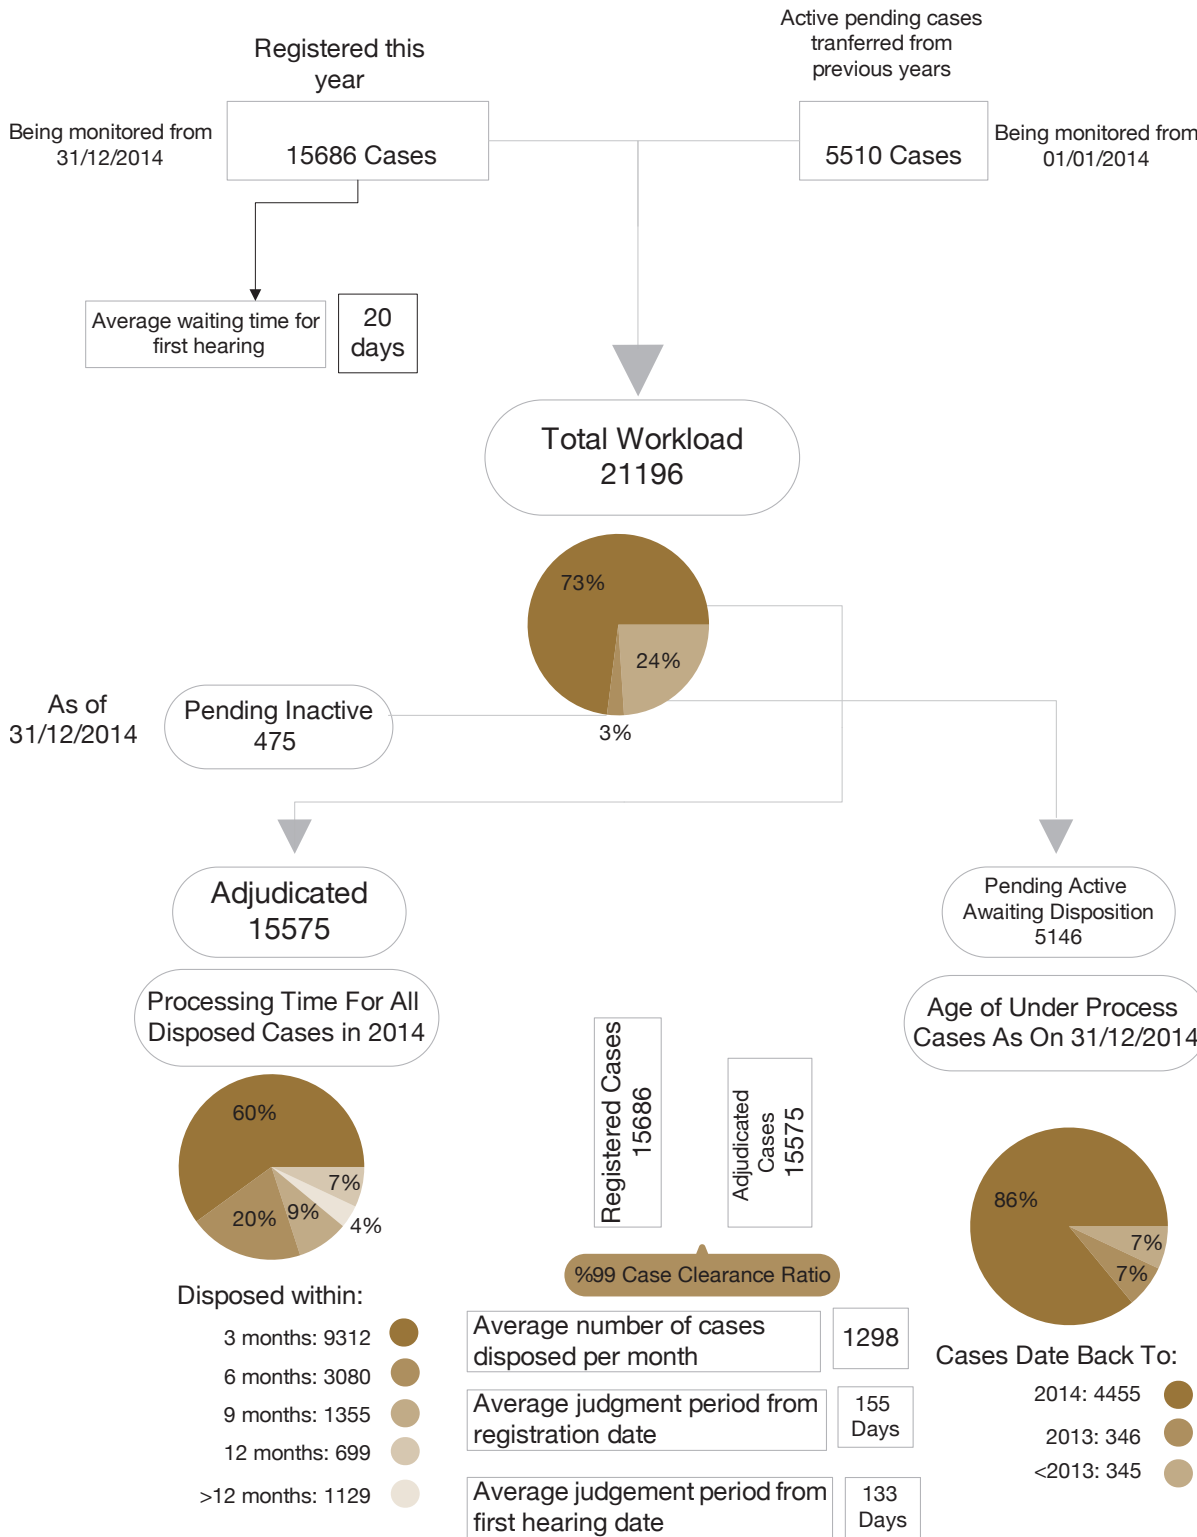 Registered this
year
Active pending cases
tranferred from
previous years
Being monitored from
31/12/2014
15686 Cases
5510 Cases
Being monitored from
01/01/2014
Average waiting time for
first hearing
20
days
Total Workload
21196
73%
24%
3%
As of
31/12/2014
Pending Inactive
475
Adjudicated
15575
Pending Active
Awaiting Disposition
5146
Processing Time For All
Disposed Cases in 2014
Age of Under Process
Cases As On 31/12/2014
60%
20%
9%
7%
4%
Registered Cases
15686
Adjudicated
Cases
15575
86%
7%
7%
%99 Case Clearance Ratio
Disposed within:
3 months: 9312
6 months: 3080
9 months: 1355
12 months: 699
>12 months: 1129
Average number of cases
disposed per month
1298
Average judgment period from
registration date
155
Days
Average judgement period from
first hearing date
133
Days
Cases Date Back To:
2014: 4455
2013: 346
<2013: 345